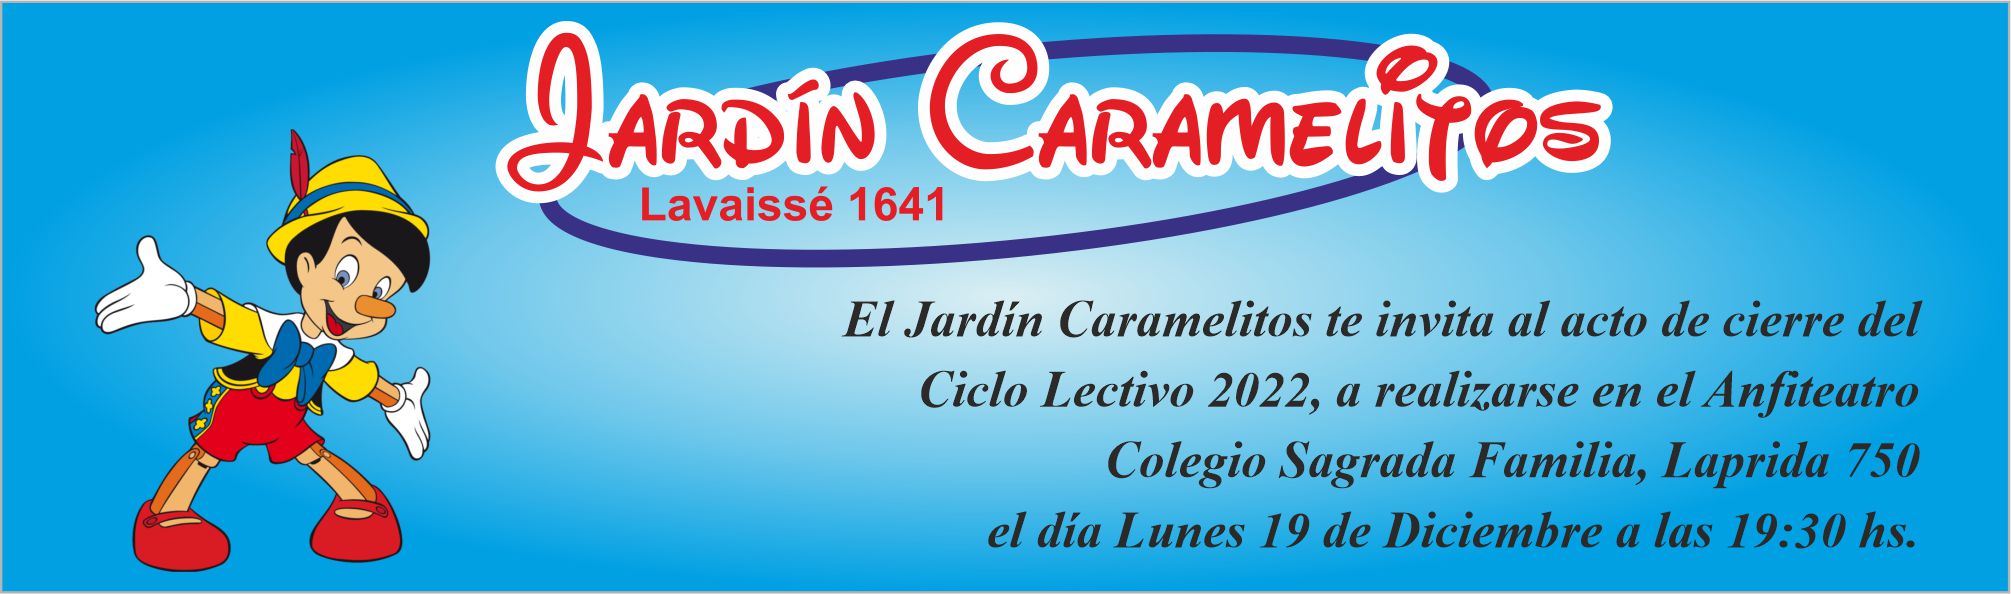 Jardín Caramelitos
Lavaissé 1641
El Jardín Caramelitos te invita al acto de cierre del
Ciclo Lectivo 2022, a realizarse en el Anfiteatro
Colegio Sagrada Familia, Laprida 750
el día Lunes 19 de Diciembre a las 19:30 hs.